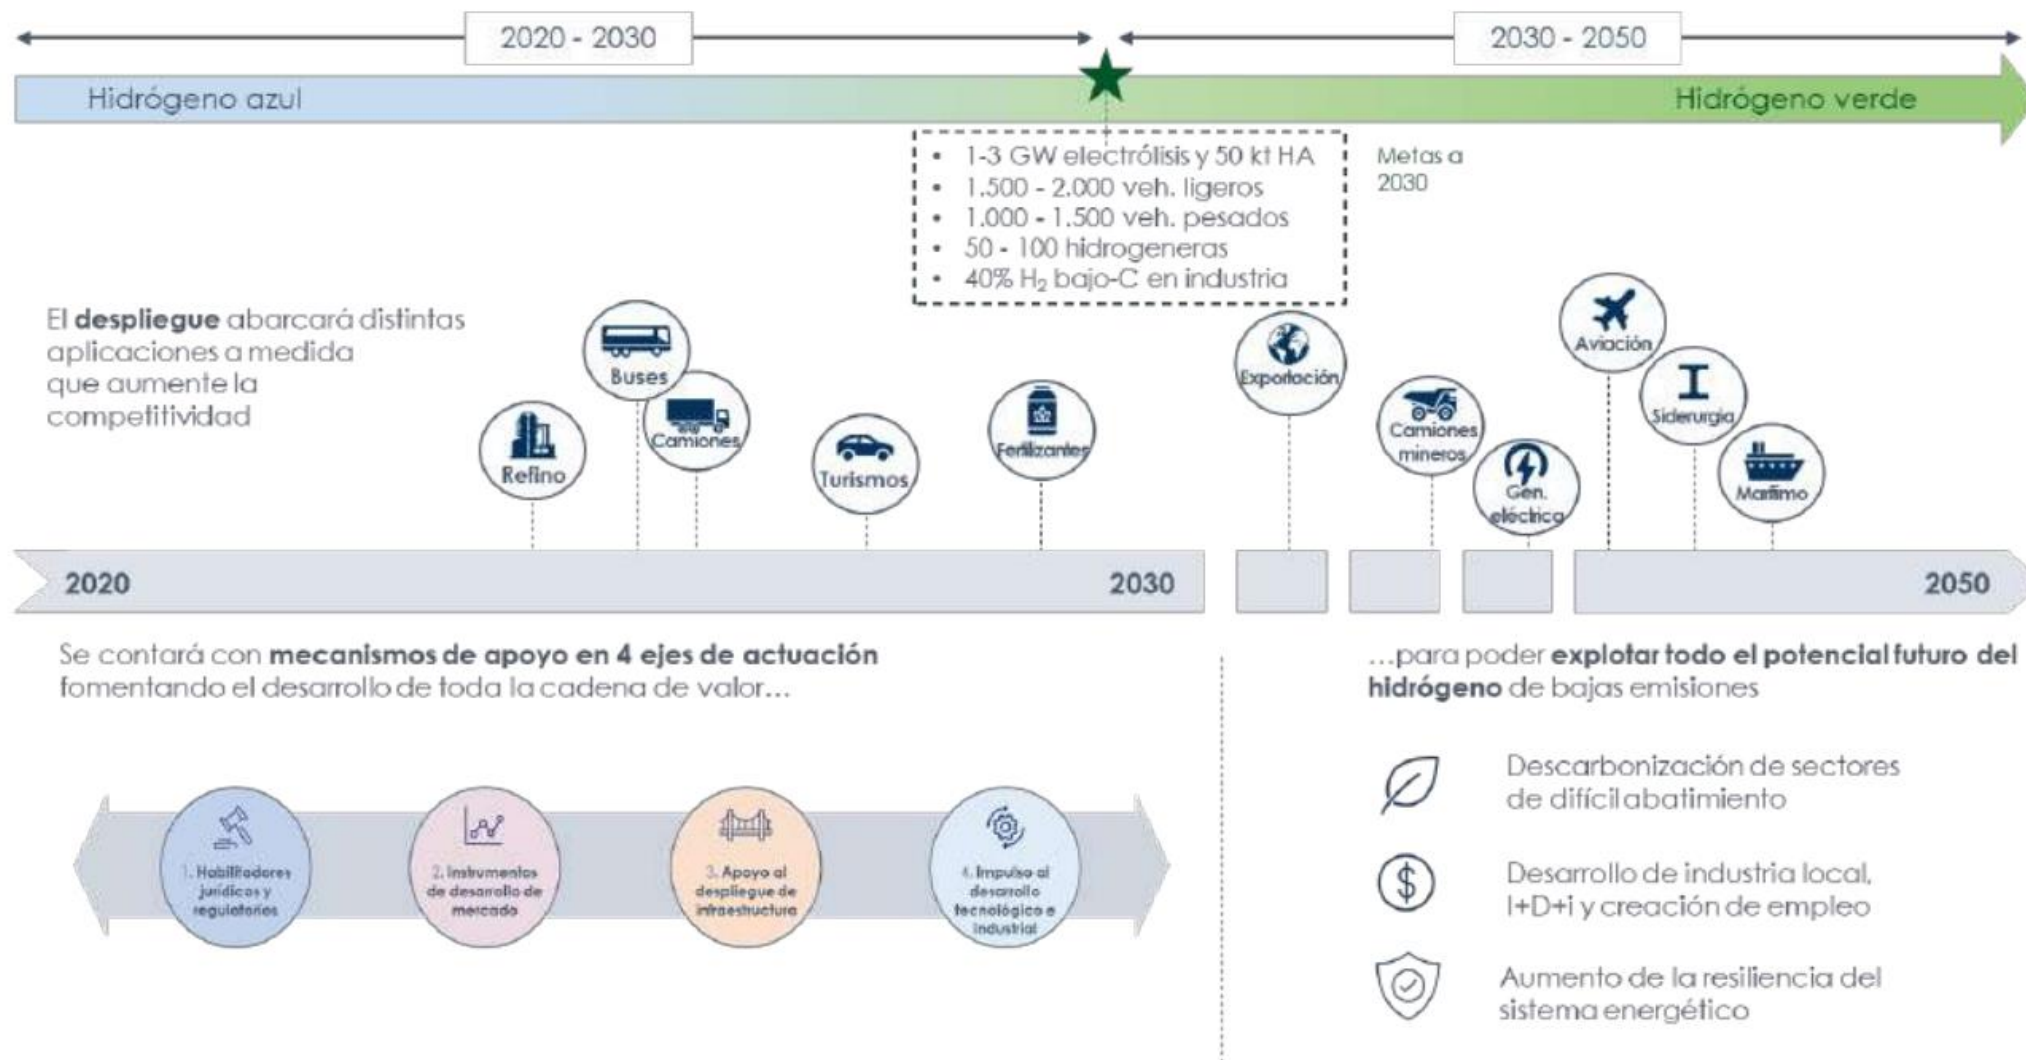 2020 - 2030
2030 - 2050
Hidrógeno azul
Hidrógeno verde
• 1-3 GW electrólisis y 50 kt HA
• 1.500 - 2.000 veh. ligeros
• 1.000 - 1.500 veh. pesados
• 50 - 100 hidrogeneras
• 40% H₂ bajo-C en industria
Metas a
2030
El despliegue abarcará distintas
aplicaciones a medida
que aumente la
competitividad
Refino
Buses
Camiones
Turismos
Fertilizantes
Exportación
Camiones
mineros
Gen.
eléctrica
Aviación
Siderurgia
Marítimo
2020
2030
2050
Se contará con mecanismos de apoyo en 4 ejes de actuación
fomentando el desarrollo de toda la cadena de valor...
1. Habilitadores
jurídicos y
regulatorios
2. Instrumentos
de desarrollo de
mercado
3. Apoyo al
despliegue de
infraestructura
4. Impulso al
desarrollo
tecnológico e
industrial
...para poder explotar todo el potencial futuro del
hidrógeno de bajas emisiones
Descarbonización de sectores
de difícil abatimiento
Desarrollo de industria local,
I+D+i y creación de empleo
Aumento de la resiliencia del
sistema energético